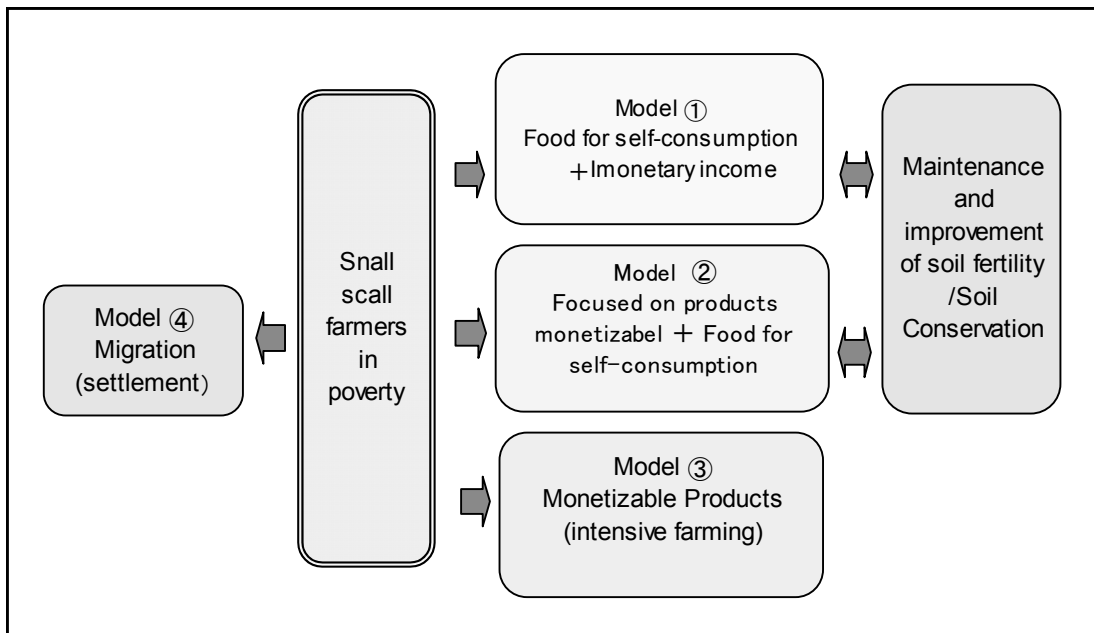 Model ④
Migration
(settlement)
Snall
scall
farmers
in
poverty
Model ①
Food for self-consumption
+Imonetary income
Model ②
Focused on products
monetizabel + Food for
self-consumption
Model ③
Monetizable Products
(intensive farming)
Maintenance
and
improvement
of soil fertility
/Soil
Conservation